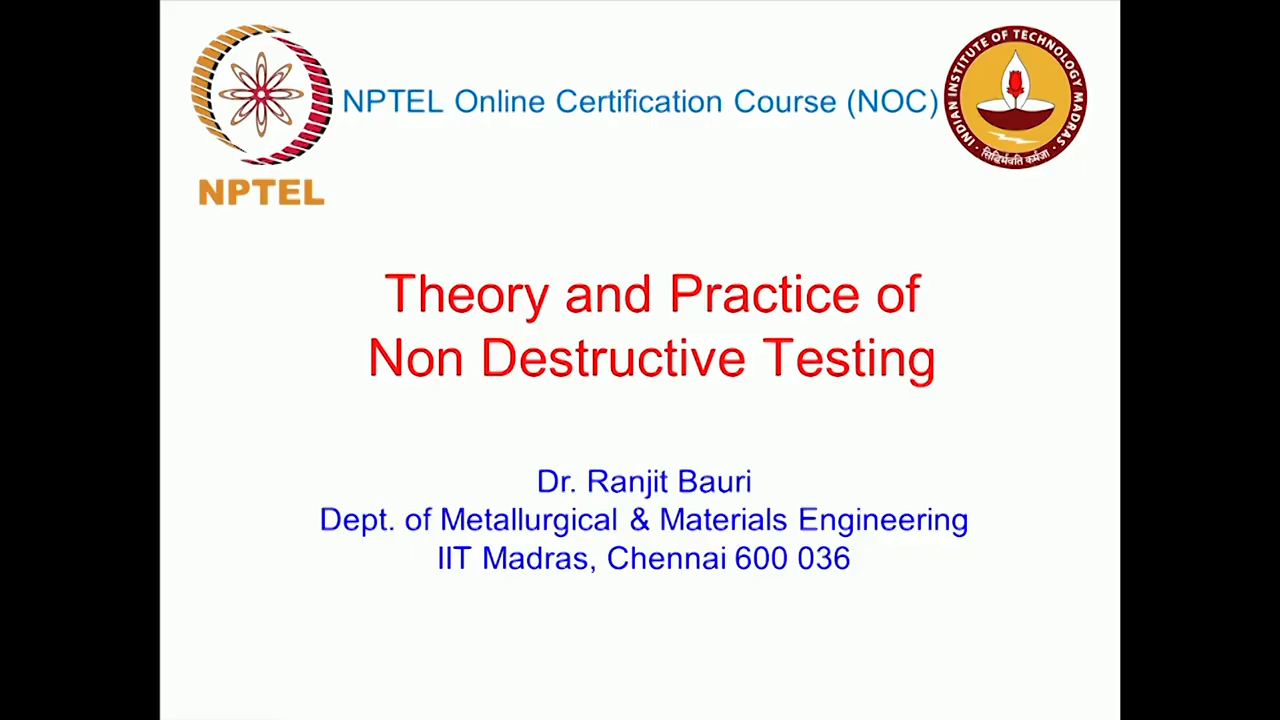 NPTEL Online Certification Course (NOC)
NPTEL
INDIAN INSTITUTE OF TECHNOLOGY MADRAS
सिद्धिर्भवति कर्मजा
Theory and Practice of
Non Destructive Testing
Dr. Ranjit Bauri
Dept. of Metallurgical & Materials Engineering
IIT Madras, Chennai 600 036